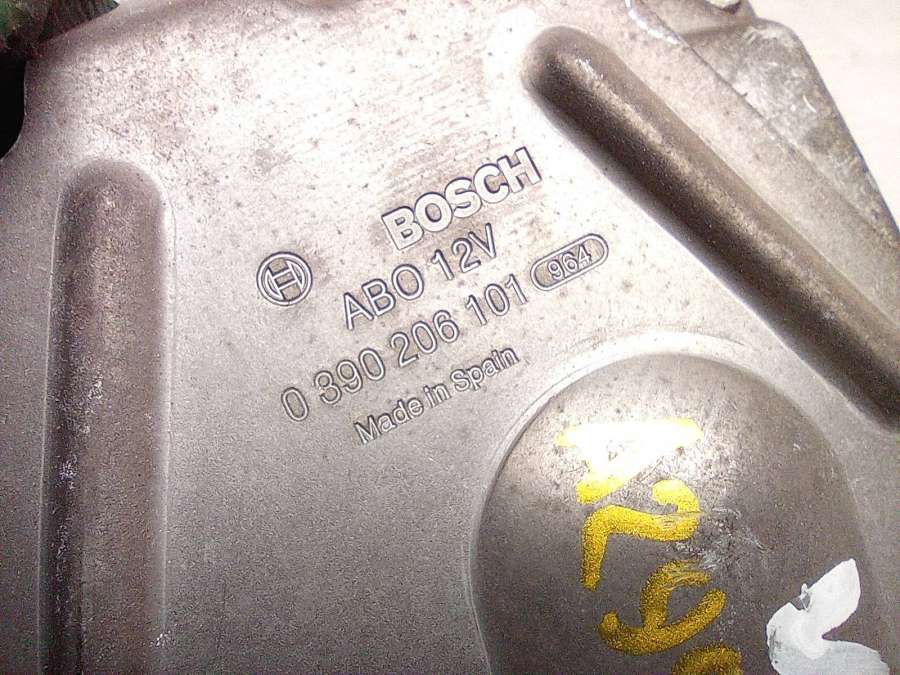 BOSCH
ABO 12V
0 390 206 101 964
Made in Spain